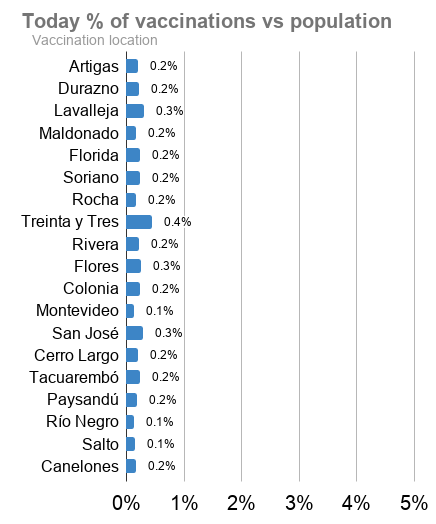 Today % of vaccinations vs population
Vaccination location
Artigas 0.2%
Durazno 0.2%
Lavalleja 0.3%
Maldonado 0.2%
Florida 0.2%
Soriano 0.2%
Rocha 0.2%
Treinta y Tres 0.4%
Rivera 0.2%
Flores 0.3%
Colonia 0.2%
Montevideo 0.1%
San José 0.3%
Cerro Largo 0.2%
Tacuarembó 0.2%
Paysandú 0.2%
Río Negro 0.1%
Salto 0.1%
Canelones 0.2%
0% 1% 2% 3% 4% 5%